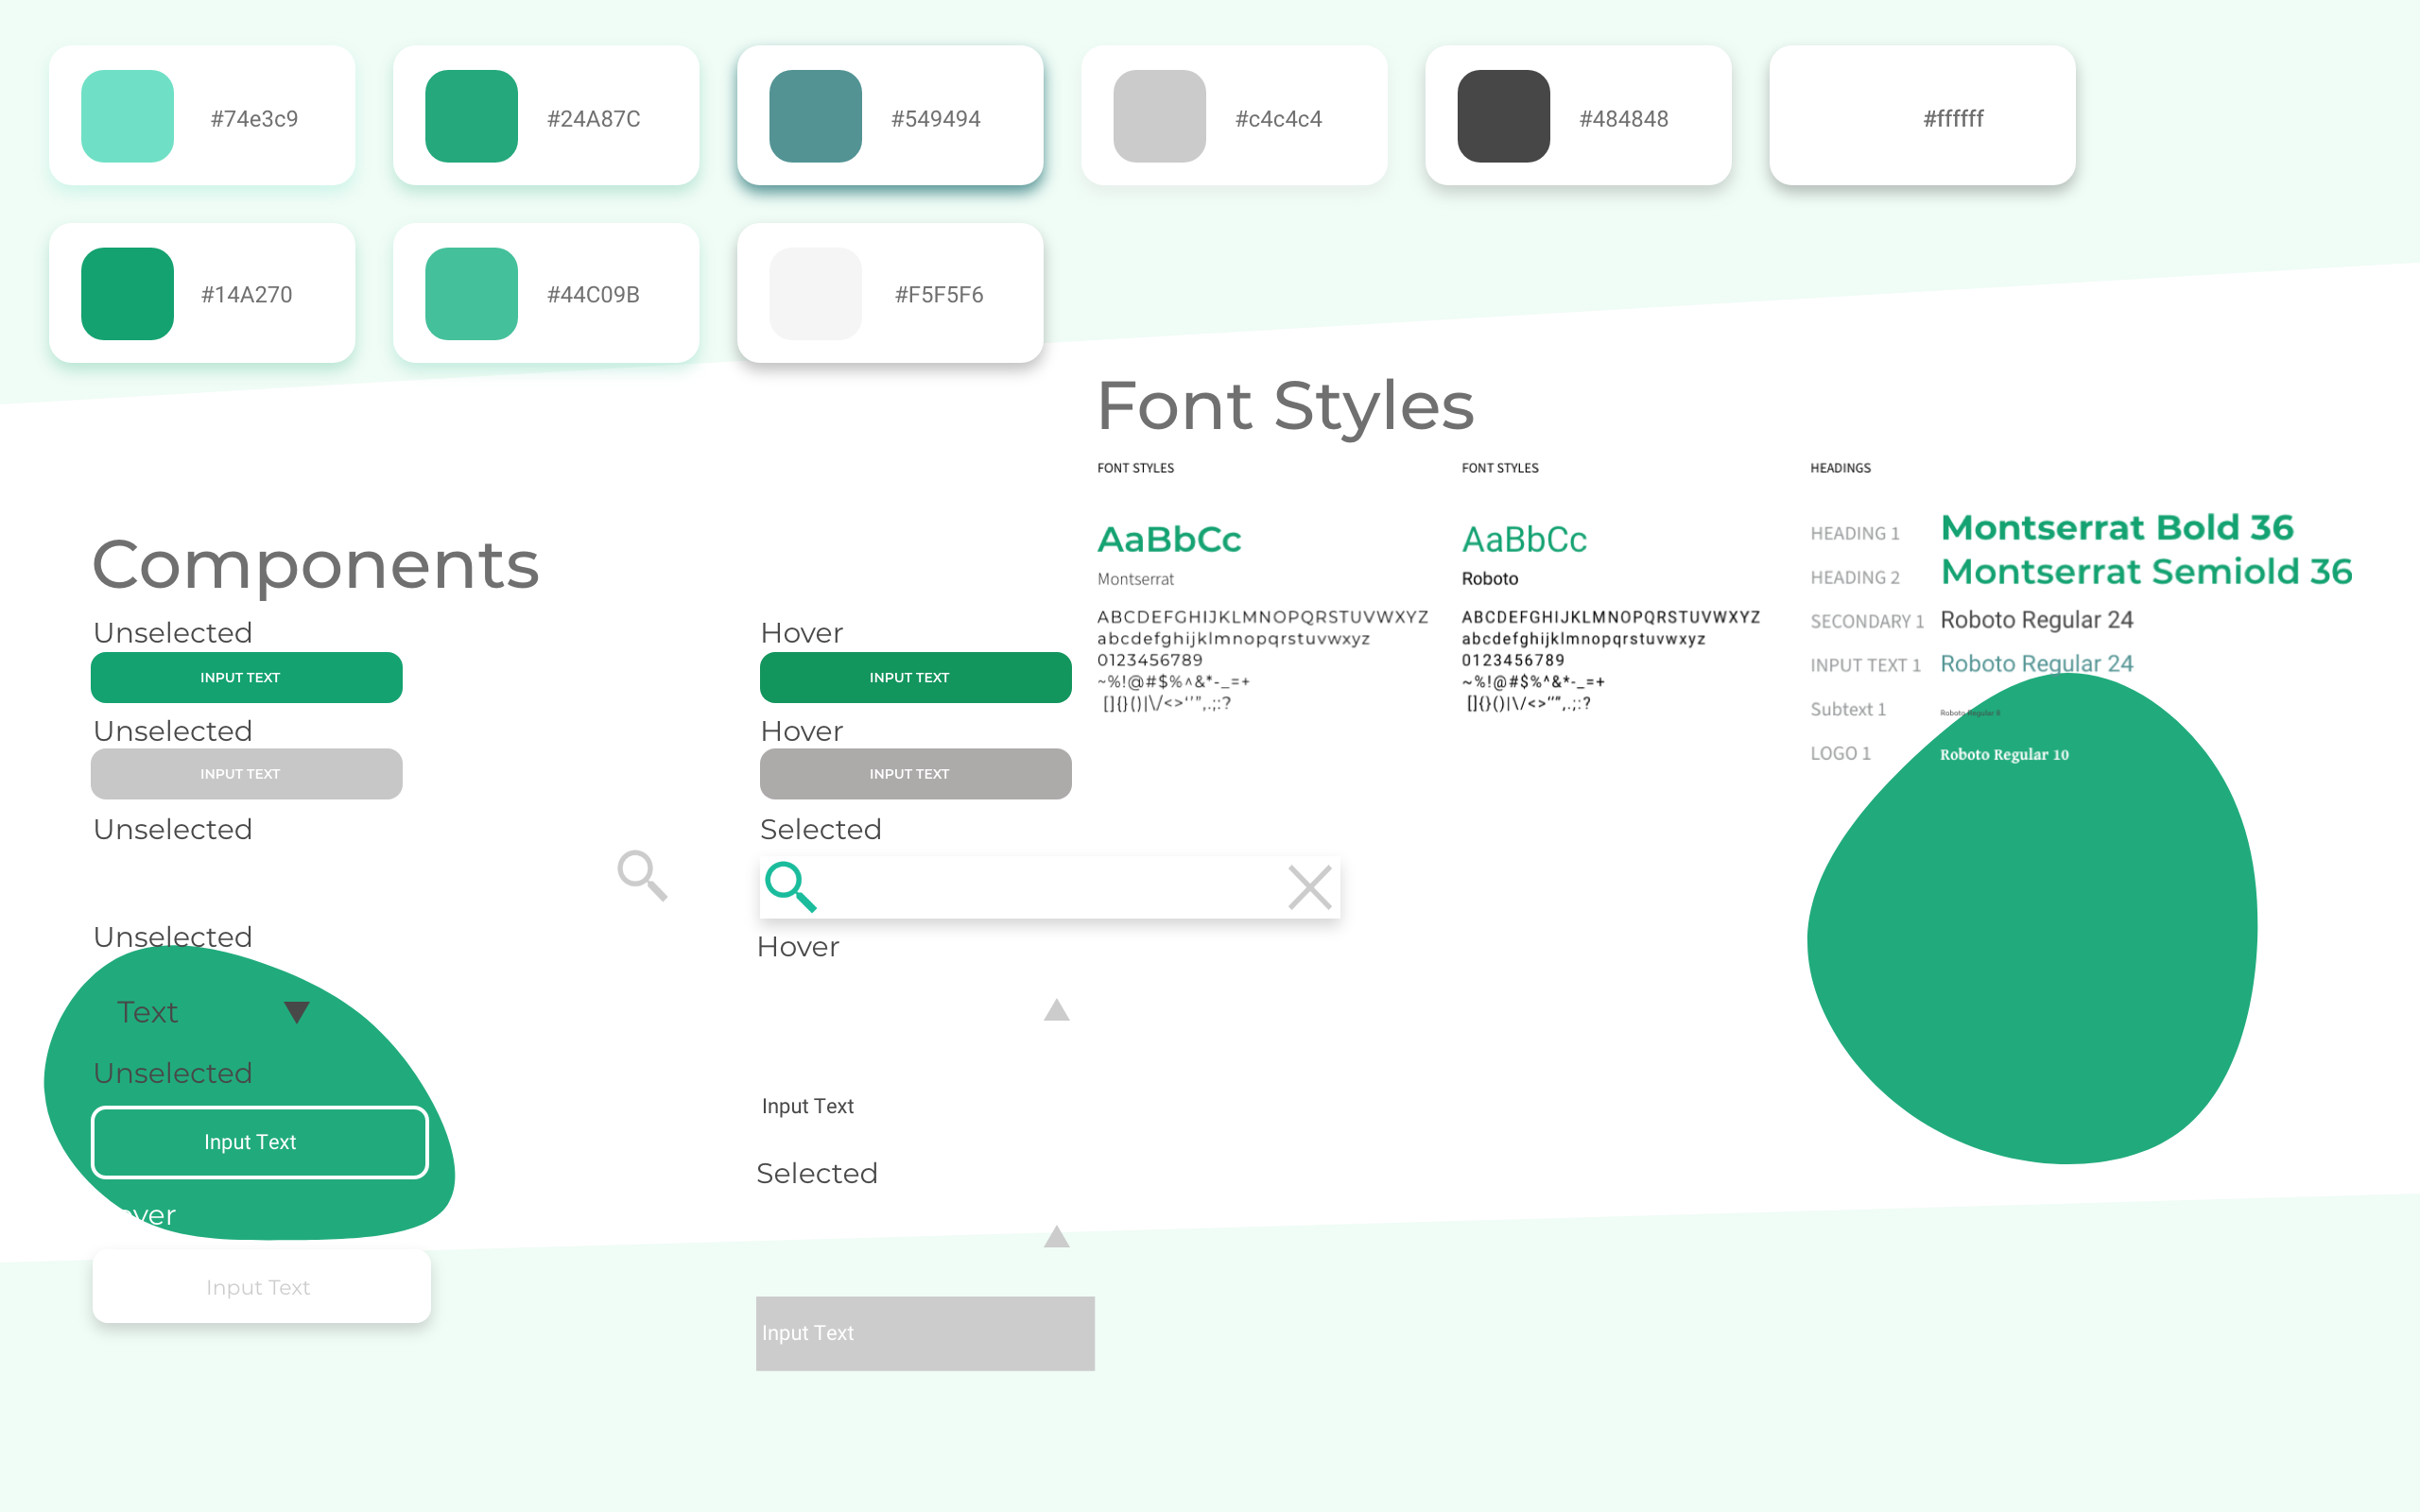 #74e3c9
#24A87C
#549494
#c4c4c4
#484848
#ffffff
#14A270
#44C09B
#F5F5F6
Font Styles
FONT STYLES
AaBbCc
Montserrat
ABCDEFGHIJKLMNOPQRSTUVWXYZ
abcdefghijklmnopqrstuvwxyz
0123456789
~%!@#$%^&*-_=+
[]{}()|\/<>‘’”,.;:?
FONT STYLES
AaBbCc
Roboto
ABCDEFGHIJKLMNOPQRSTUVWXYZ
abcdefghijklmnopqrstuvwxyz
0123456789
~%!@#$%^&*-_=+
[]{}()|\/<>‘’”,.;:?
HEADINGS
HEADING 1 Montserrat Bold 36
HEADING 2 Montserrat Semiold 36
SECONDARY 1 Roboto Regular 24
INPUT TEXT 1 Roboto Regular 24
Subtext 1 Roboto Regular 8
LOGO 1 Roboto Regular 10
Components
Unselected
INPUT TEXT
Unselected
INPUT TEXT
Unselected
Unselected
Text
Unselected
Input Text
over
Input Text
Hover
INPUT TEXT
Hover
INPUT TEXT
Selected
Hover
Input Text
Selected
Input Text